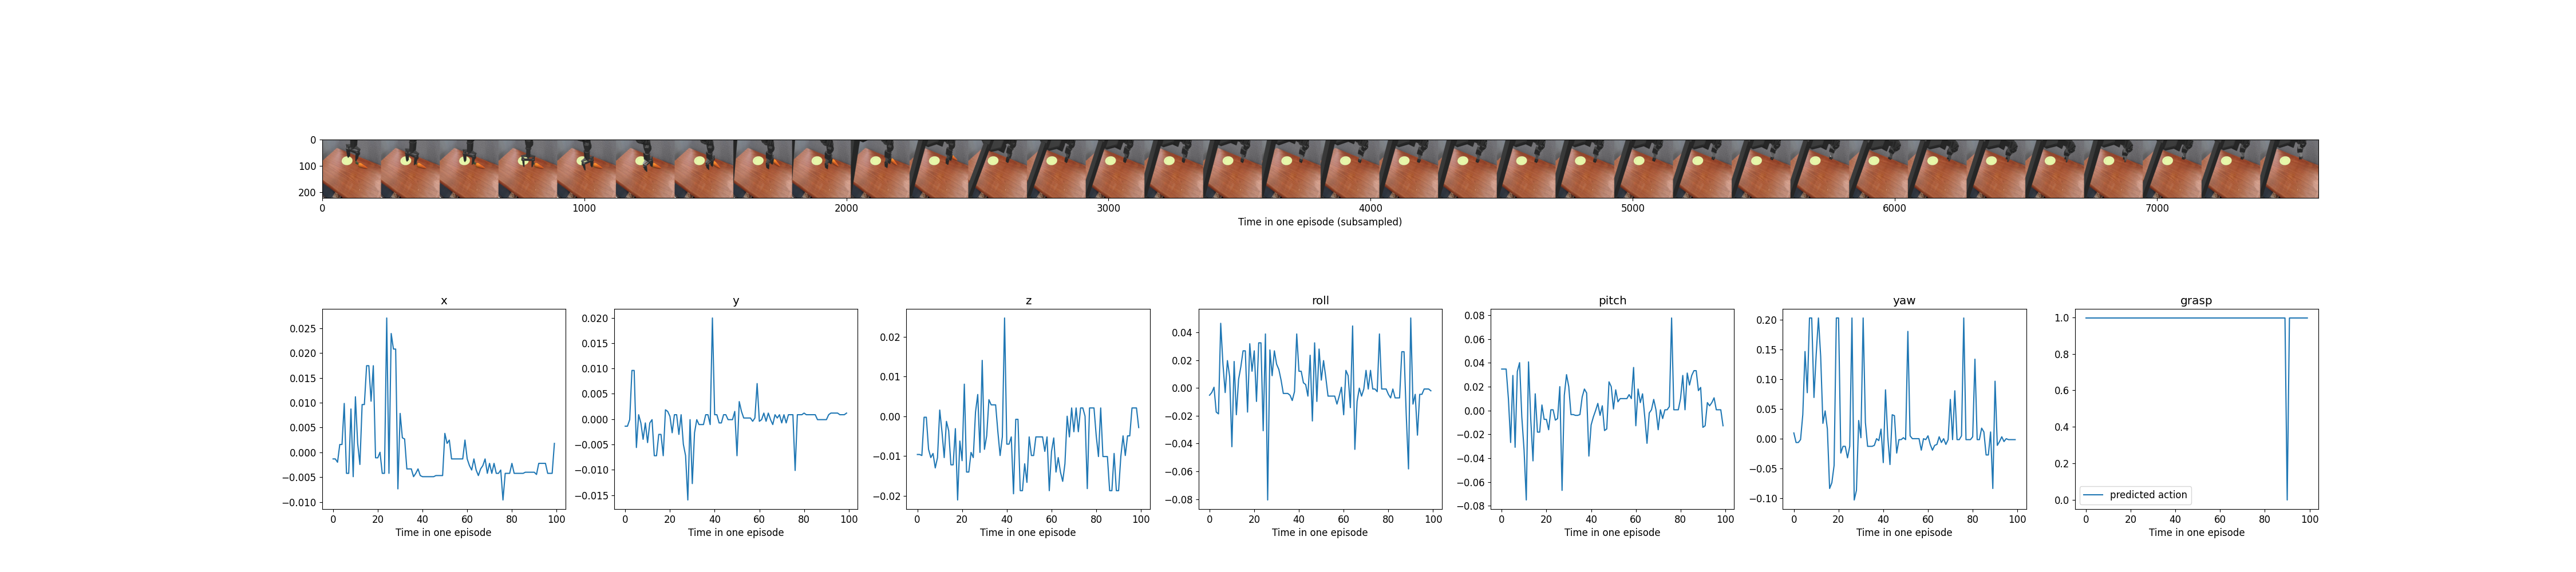 0
100
200
0 1000 2000 3000 4000 5000 6000 7000
Time in one episode (subsampled)
x
0.025
0.020
0.015
0.010
0.005
0.000
−0.005
−0.010
0 20 40 60 80 100
Time in one episode
y
0.020
0.015
0.010
0.005
0.000
−0.005
−0.010
−0.015
0 20 40 60 80 100
Time in one episode
z
0.02
0.01
0.00
−0.01
−0.02
0 20 40 60 80 100
Time in one episode
roll
0.04
0.02
0.00
−0.02
−0.04
−0.06
−0.08
0 20 40 60 80 100
Time in one episode
pitch
0.08
0.06
0.04
0.02
0.00
−0.02
−0.04
−0.06
−0.08
0 20 40 60 80 100
Time in one episode
yaw
0.20
0.15
0.10
0.05
0.00
−0.05
−0.10
0 20 40 60 80 100
Time in one episode
grasp
1.0
0.8
0.6
0.4
0.2
0.0
predicted action
0 20 40 60 80 100
Time in one episode